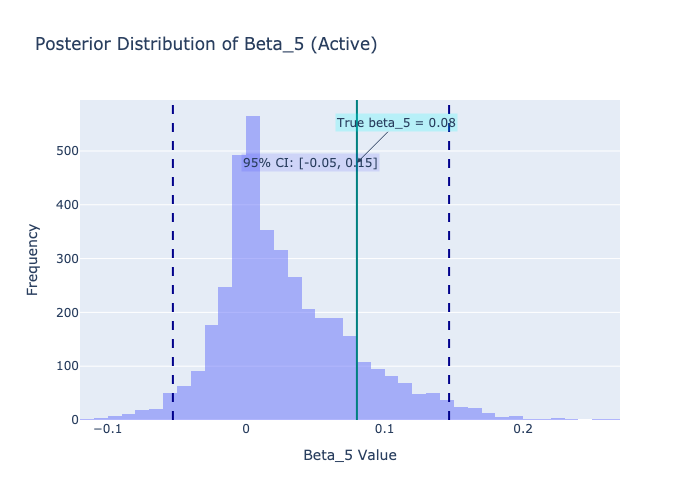 Posterior Distribution of Beta_5 (Active)
True beta_5 = 0.08
95% CI: [-0.05, 0.15]
500
400
300
200
100
0
Frequency
−0.1
0
0.1
0.2
Beta_5 Value